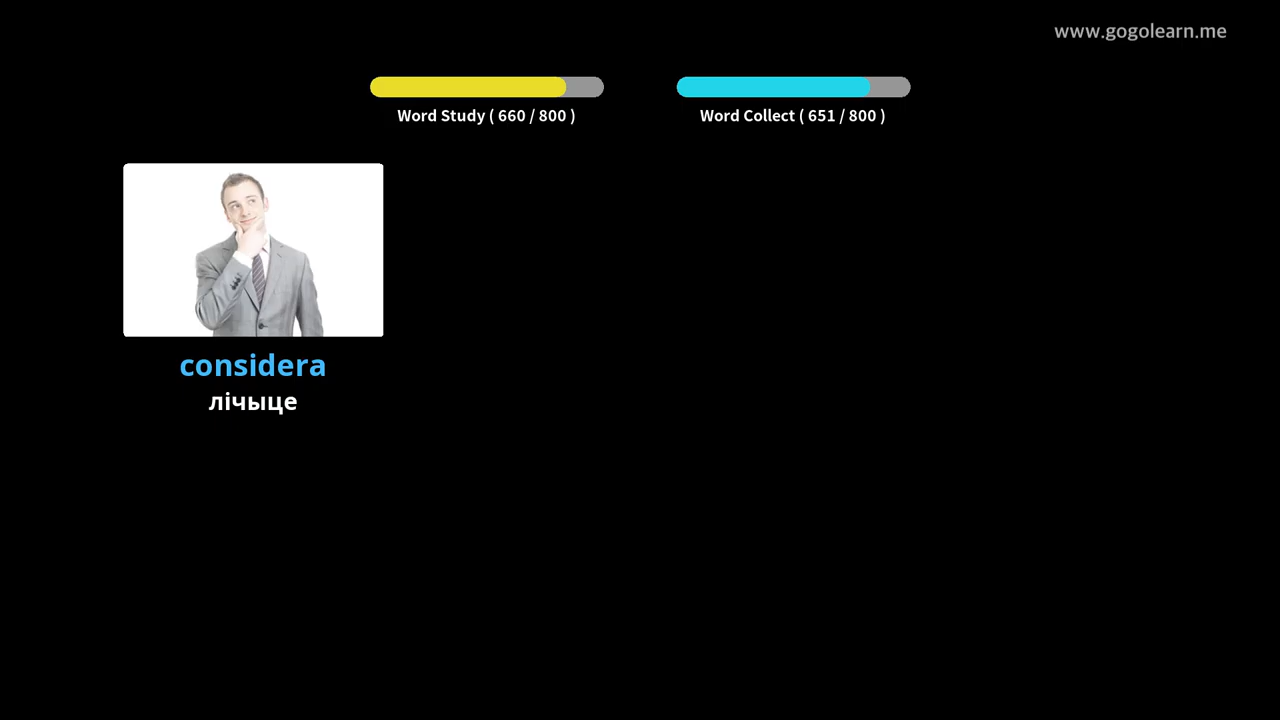 www.gogolearn.me
Word Study ( 660 / 800 )
Word Collect ( 651 / 800 )
considera
лічыце